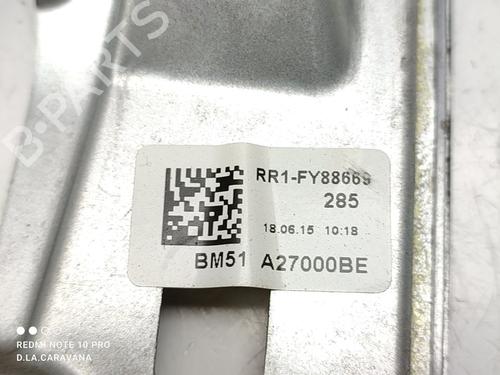 B-PARTS
RR1-FY88669
285
18.06.15 10:18
BM51 A27000BE
REDMI NOTE 10 PRO
D.LA.CARAVANA